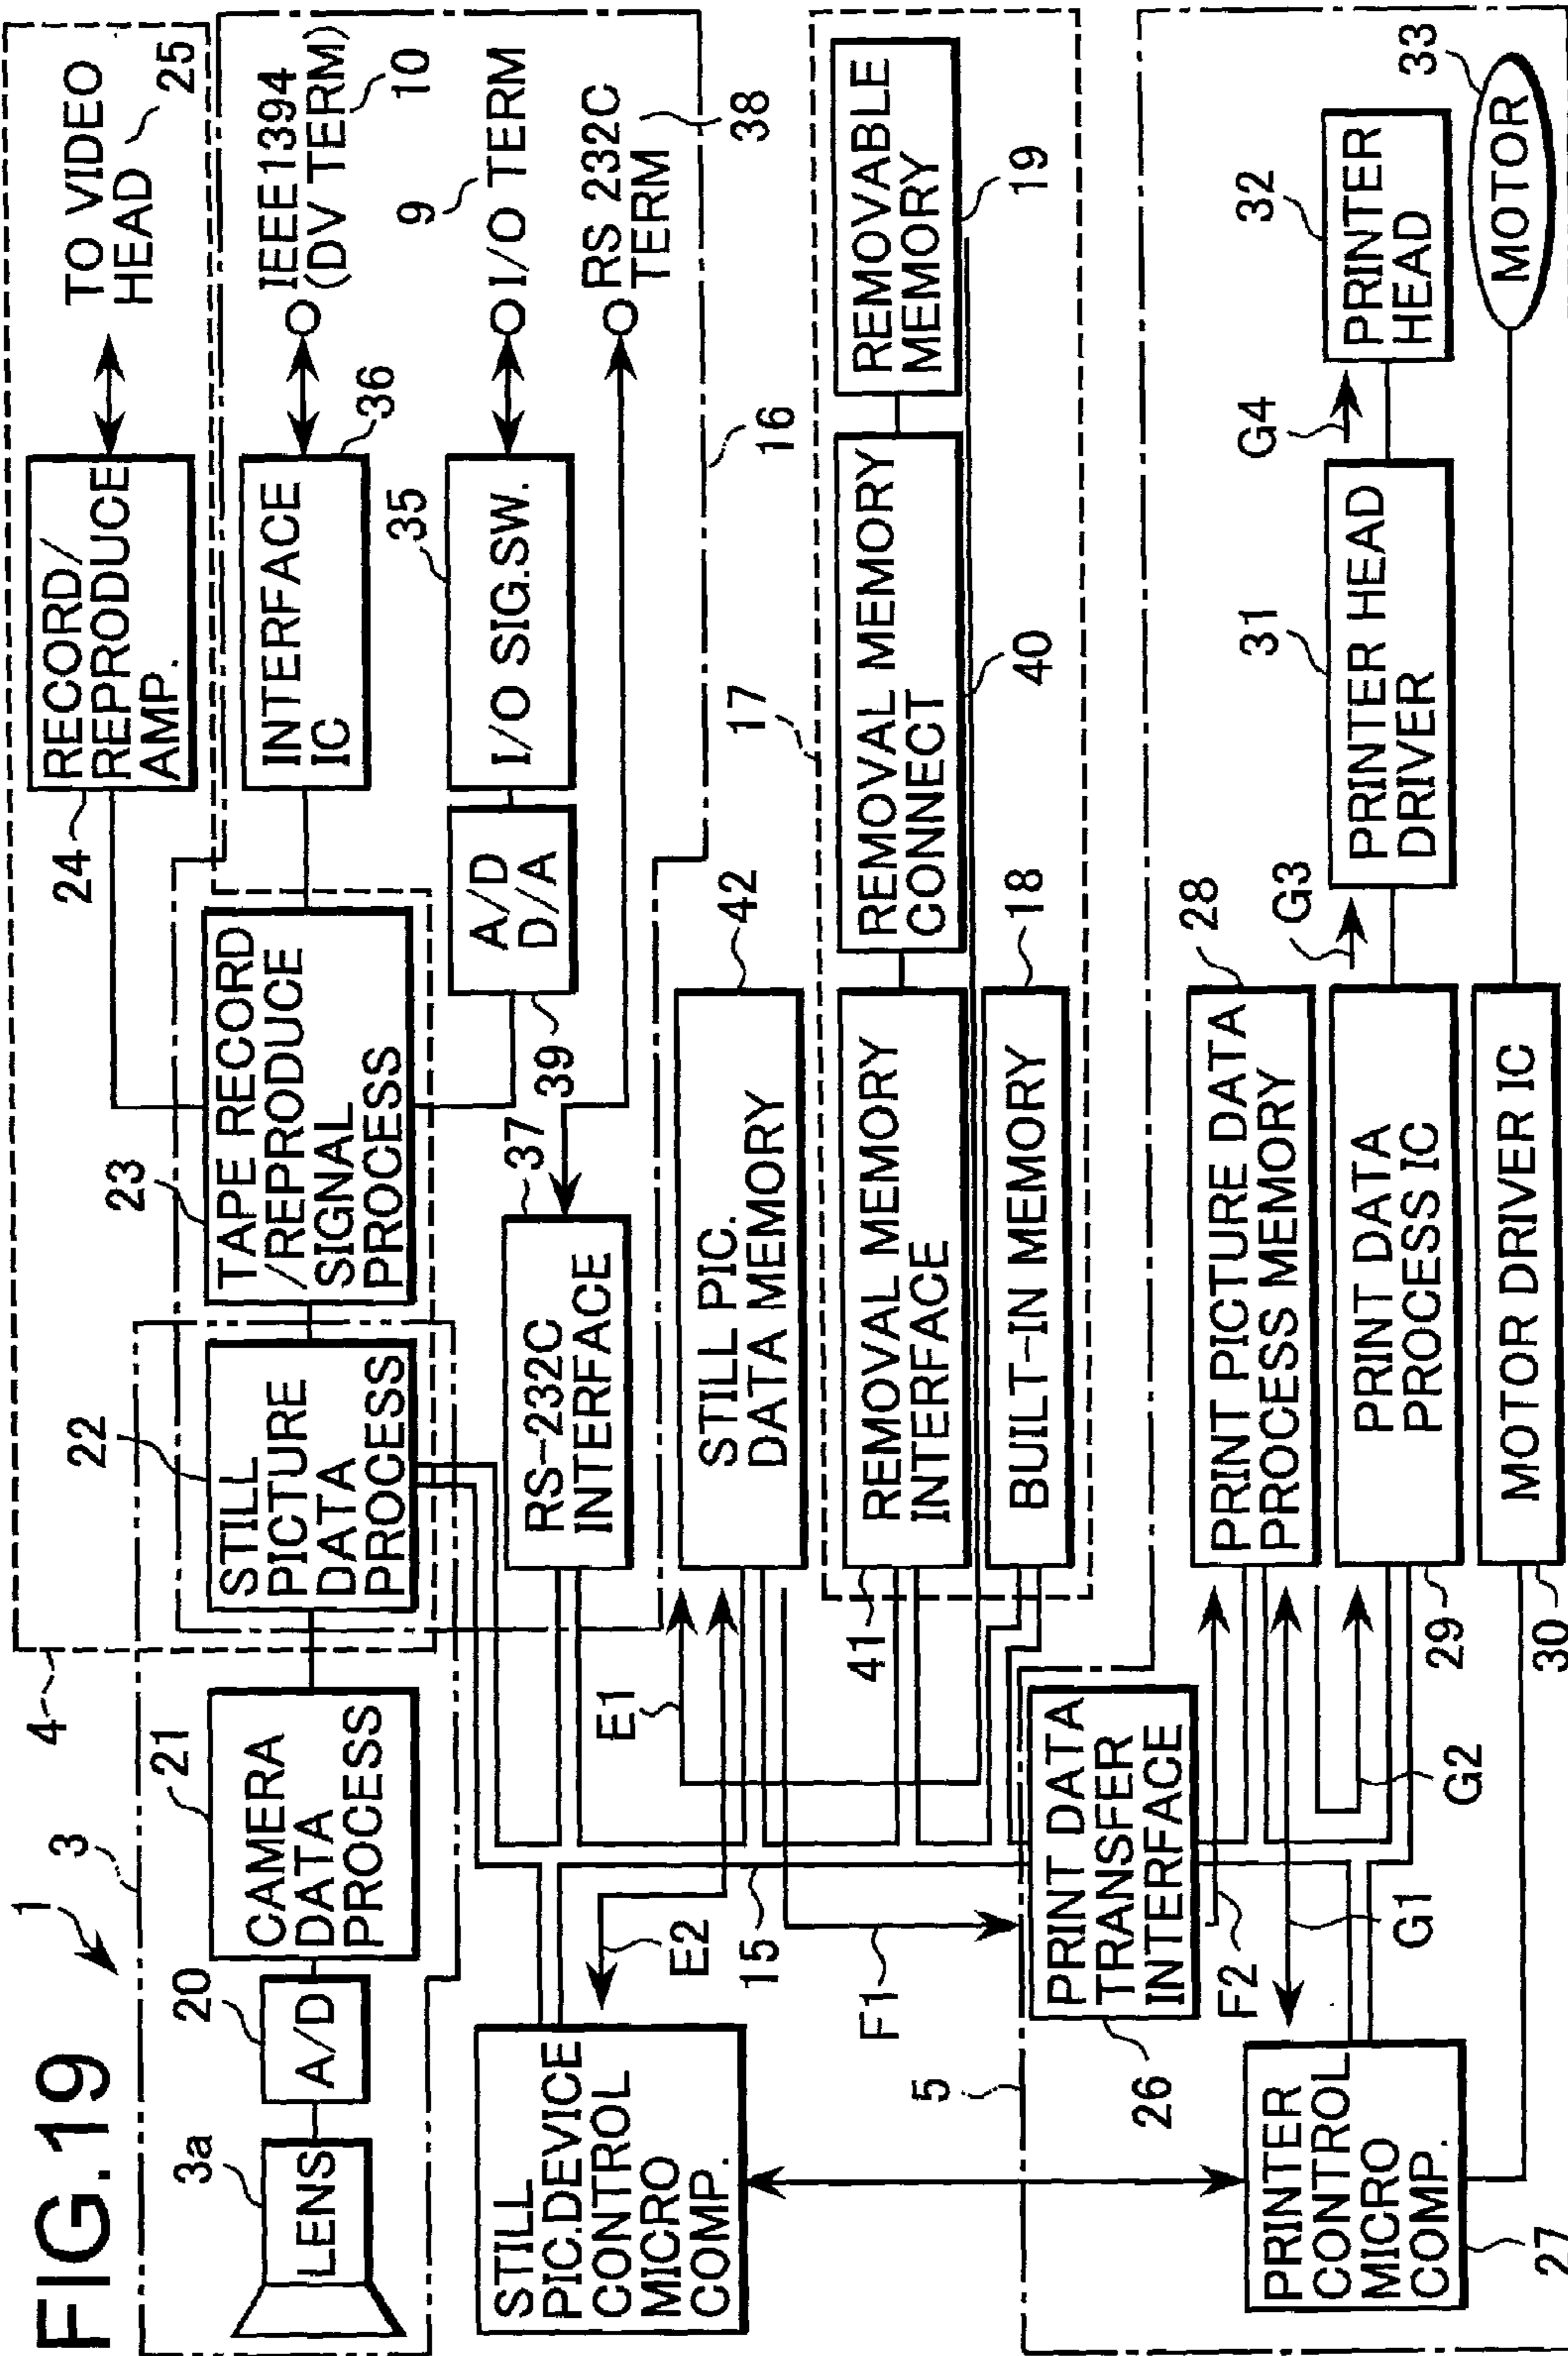 FIG.19
1
3
4
3a
LENS
20
A/D
21
CAMERA
DATA
PROCESS
22
STILL
PICTURE
DATA
PROCESS
23
TAPE RECORD
/REPRODUCE
SIGNAL
PROCESS
24
RECORD/
REPRODUCE
AMP.
TO VIDEO
HEAD
25
INTERFACE
IC
36
IEEE1394
(DV TERM)
10
A/D
D/A
39
35
I/O SIG.SW.
9
I/O TERM
RS 232C
TERM
38
37
RS-232C
INTERFACE
16
STILL
PIC.DEVICE
CONTROL
MICRO
COMP.
E2
E1
15
F1
STILL PIC.
DATA MEMORY
42
17
41
REMOVAL MEMORY
INTERFACE
REMOVAL MEMORY
CONNECT
40
REMOVABLE
MEMORY
19
BUILT-IN MEMORY
18
5
26
PRINT DATA
TRANSFER
INTERFACE
F2
G1
G2
PRINTER
CONTROL
MICRO
COMP.
27
PRINT PICTURE DATA
PROCESS MEMORY
28
PRINT DATA
PROCESS IC
29
MOTOR DRIVER IC
30
G3
31
PRINTER HEAD
DRIVER
G4
32
PRINTER
HEAD
33
MOTOR